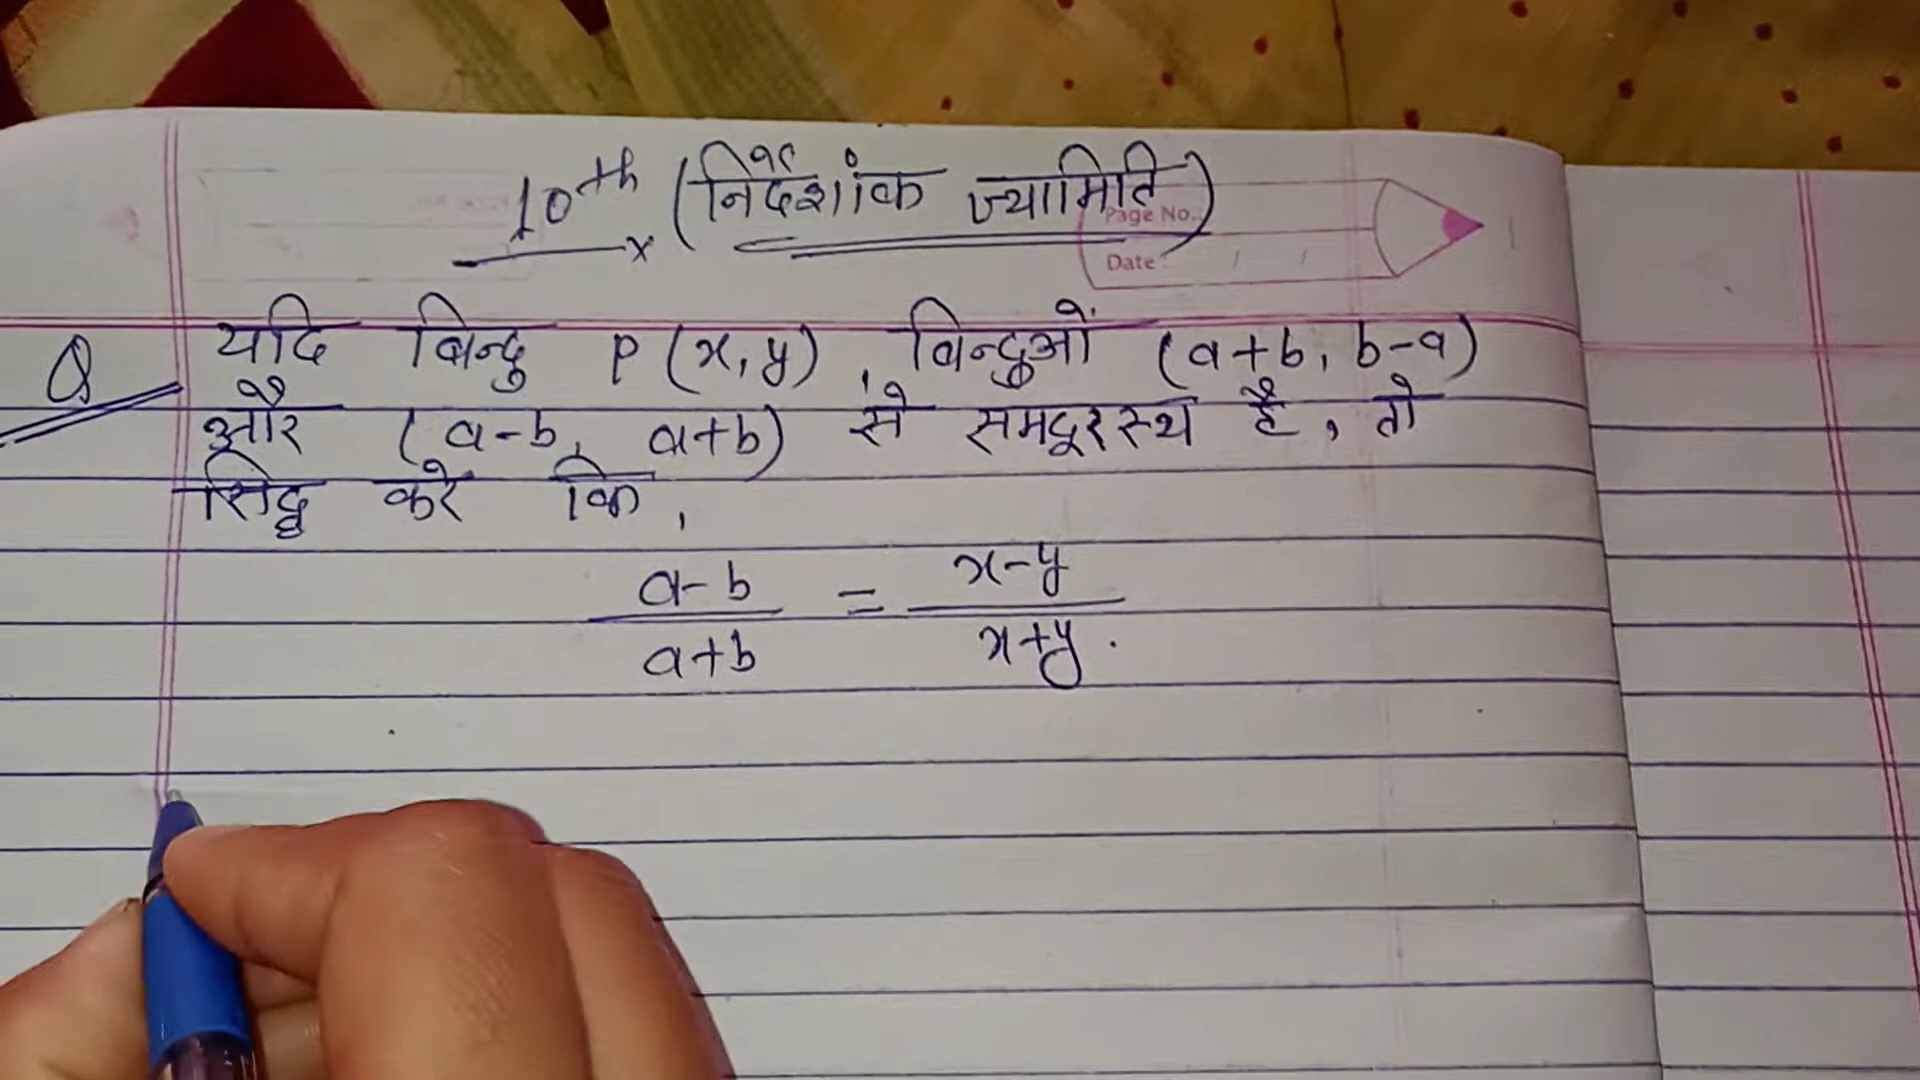 10th (निर्देशांक ज्यामिति)
Page No.:
Date :    /    /
Q यदि बिन्दु P(x,y), बिन्दुओं (a+b, b-a)
और (a-b, a+b) से समदूरस्थ है, तो
सिद्ध करे कि,
a-b / a+b = x-y / x+y.